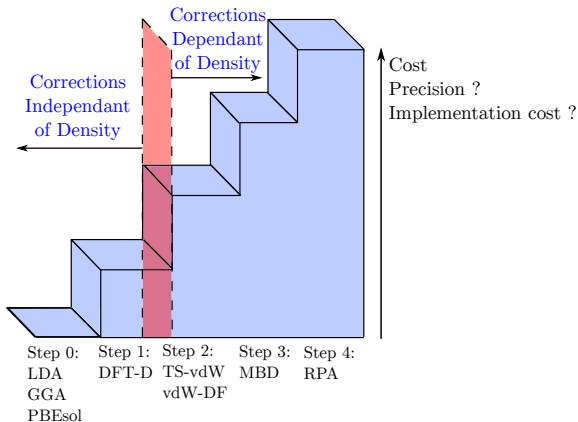 Corrections
Dependant
of Density
Corrections
Independant
of Density
Cost
Precision ?
Implementation cost ?
Step 0:
LDA
GGA
PBEsol
Step 1:
DFT-D
Step 2:
TS-vdW
vdW-DF
Step 3:
MBD
Step 4:
RPA